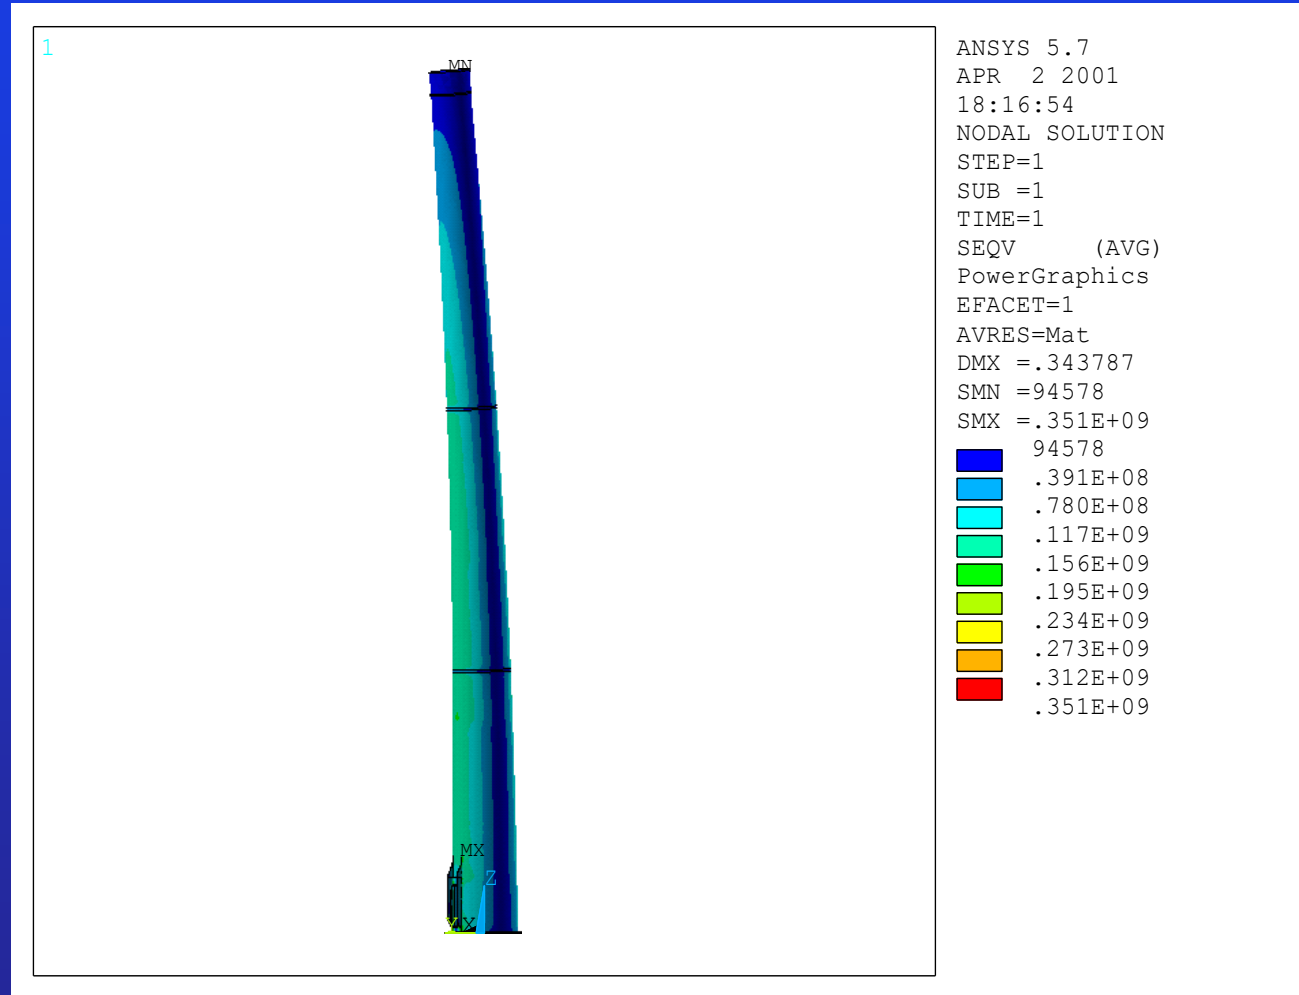 1
MN
MX
Z
Y X
ANSYS 5.7
APR  2 2001
18:16:54
NODAL SOLUTION
STEP=1
SUB =1
TIME=1
SEQV     (AVG)
PowerGraphics
EFACET=1
AVRES=Mat
DMX =.343787
SMN =94578
SMX =.351E+09
94578
.391E+08
.780E+08
.117E+09
.156E+09
.195E+09
.234E+09
.273E+09
.312E+09
.351E+09